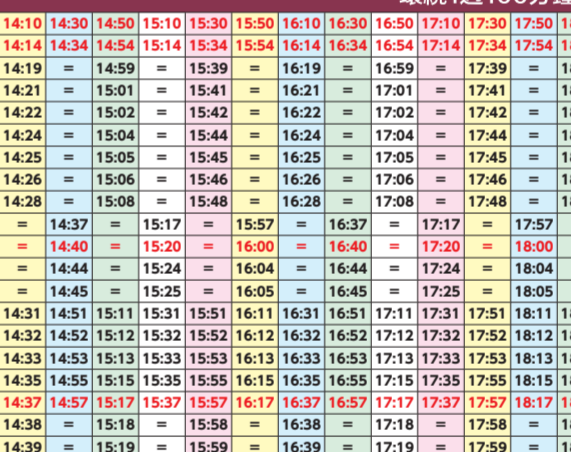 14:10 14:30 14:50 15:10 15:30 15:50 16:10 16:30 16:50 17:10 17:30 17:50
14:14 14:34 14:54 15:14 15:34 15:54 16:14 16:34 16:54 17:14 17:34 17:54
14:19 = 14:59 = 15:39 = 16:19 = 16:59 = 17:39 =
14:21 = 15:01 = 15:41 = 16:21 = 17:01 = 17:41 =
14:22 = 15:02 = 15:42 = 16:22 = 17:02 = 17:42 =
14:24 = 15:04 = 15:44 = 16:24 = 17:04 = 17:44 =
14:25 = 15:05 = 15:45 = 16:25 = 17:05 = 17:45 =
14:26 = 15:06 = 15:46 = 16:26 = 17:06 = 17:46 =
14:28 = 15:08 = 15:48 = 16:28 = 17:08 = 17:48 =
= 14:37 = 15:17 = 15:57 = 16:37 = 17:17 = 17:57
= 14:40 = 15:20 = 16:00 = 16:40 = 17:20 = 18:00
= 14:44 = 15:24 = 16:04 = 16:44 = 17:24 = 18:04
= 14:45 = 15:25 = 16:05 = 16:45 = 17:25 = 18:05
14:31 14:51 15:11 15:31 15:51 16:11 16:31 16:51 17:11 17:31 17:51 18:11
14:32 14:52 15:12 15:32 15:52 16:12 16:32 16:52 17:12 17:32 17:52 18:12
14:33 14:53 15:13 15:33 15:53 16:13 16:33 16:53 17:13 17:33 17:53 18:13
14:35 14:55 15:15 15:35 15:55 16:15 16:35 16:55 17:15 17:35 17:55 18:15
14:37 14:57 15:17 15:37 15:57 16:17 16:37 16:57 17:17 17:37 17:57 18:17
14:38 = 15:18 = 15:58 = 16:38 = 17:18 = 17:58 =
14:39 = 15:19 = 15:59 = 16:39 = 17:19 = 17:59 =